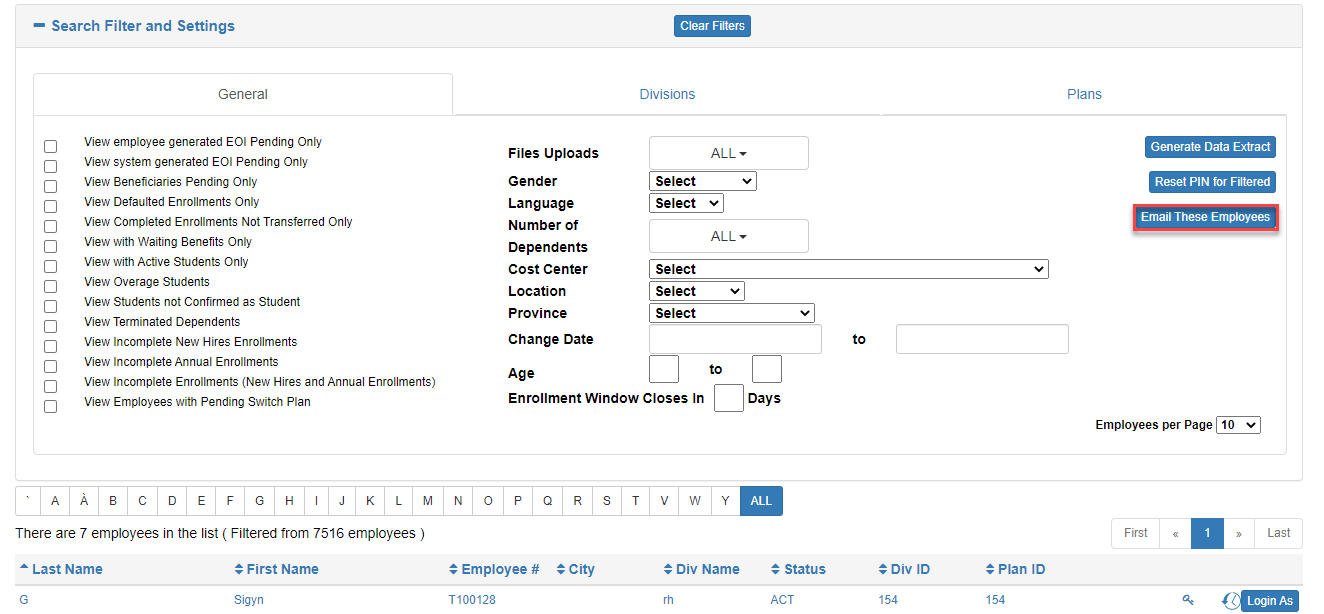 Search Filter and Settings
Clear Filters
General
Divisions
Plans
View employee generated EOI Pending Only
View system generated EOI Pending Only
View Beneficiaries Pending Only
View Defaulted Enrollments Only
View Completed Enrollments Not Transferred Only
View with Waiting Benefits Only
View with Active Students Only
View Overage Students
View Students not Confirmed as Student
View Terminated Dependents
View Incomplete New Hires Enrollments
View Incomplete Annual Enrollments
View Incomplete Enrollments (New Hires and Annual Enrollments)
View Employees with Pending Switch Plan
Files Uploads ALL
Gender Select
Language Select
Number of
Dependents ALL
Cost Center Select
Location Select
Province Select
Change Date to
Age to
Enrollment Window Closes In Days
Generate Data Extract
Reset PIN for Filtered
Email These Employees
Employees per Page 10
` A À B C D E F G H I J K L M N O P Q R S T V W Y ALL
There are 7 employees in the list ( Filtered from 7516 employees )
First « 1 » Last
Last Name First Name Employee # City Div Name Status Div ID Plan ID
G Sigyn T100128 rh ACT 154 154 Login As